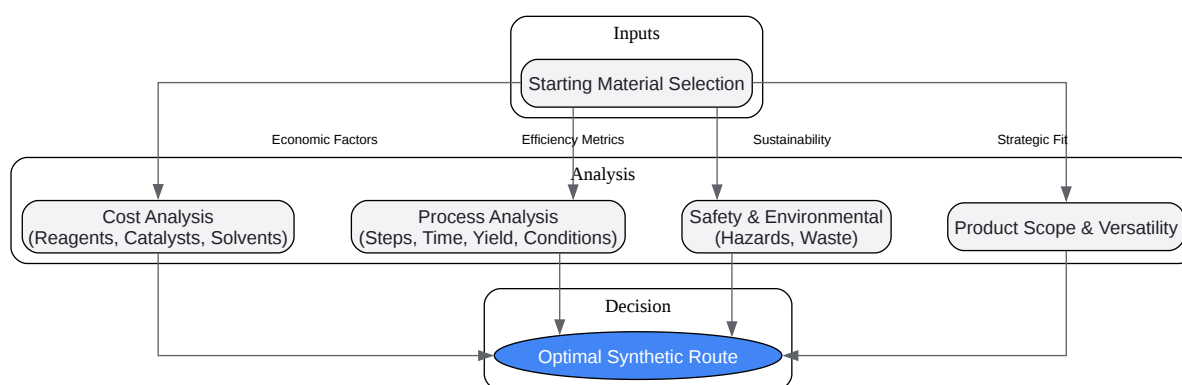 Inputs
Starting Material Selection
Economic Factors
Efficiency Metrics
Sustainability
Strategic Fit
Analysis
Cost Analysis
(Reagents, Catalysts, Solvents)
Process Analysis
(Steps, Time, Yield, Conditions)
Safety & Environmental
(Hazards, Waste)
Product Scope & Versatility
Decision
Optimal Synthetic Route